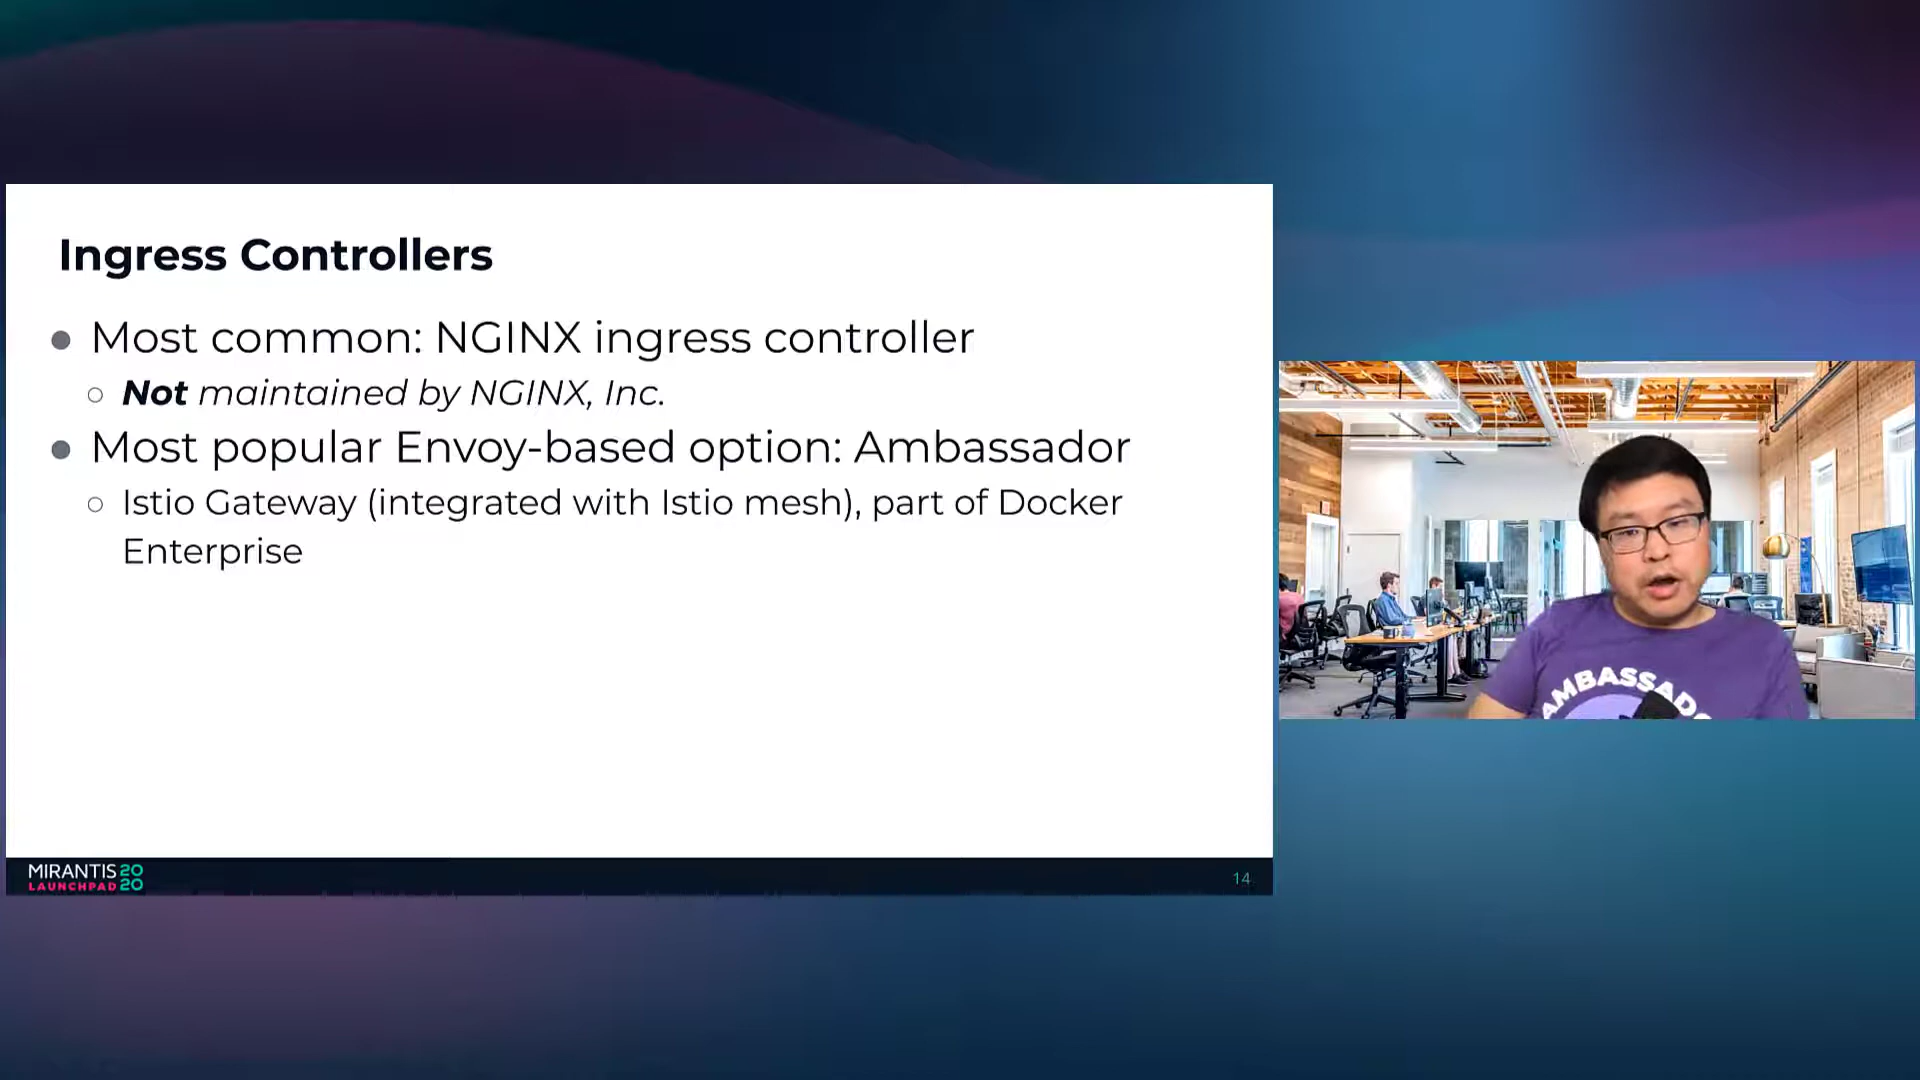 Ingress Controllers
● Most common: NGINX ingress controller
○ Not maintained by NGINX, Inc.
● Most popular Envoy-based option: Ambassador
○ Istio Gateway (integrated with Istio mesh), part of Docker
Enterprise
AMBASSADO
MIRANTIS 20
LAUNCHPAD 20
14